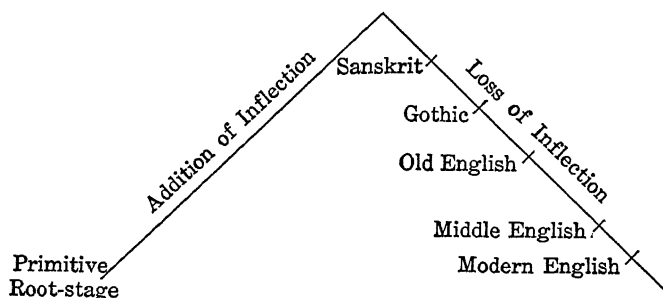 Addition of Inflection
Loss of Inflection
Sanskrit
Gothic
Old English
Middle English
Modern English
Primitive
Root-stage